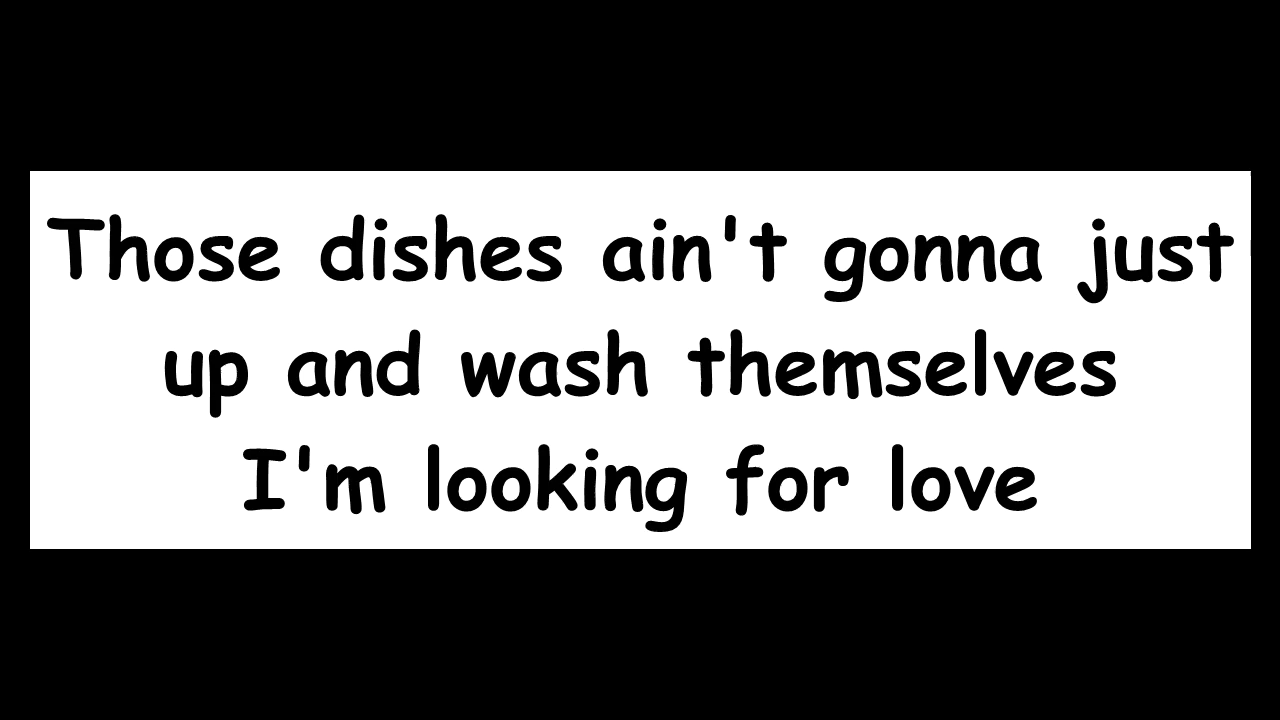 Those dishes ain't gonna just
up and wash themselves
I'm looking for love